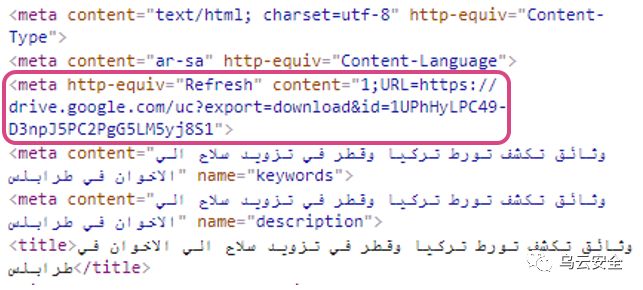 <meta content="text/html; charset=utf-8" http-equiv="Content-
Type">
<meta content="ar-sa" http-equiv="Content-Language">
<meta http-equiv="Refresh" content="1;URL=https://
drive.google.com/uc?export=download&id=1UPhHyLPC49-
D3npJ5PC2PgG5LM5yj8S1">
<meta content="وثائق تكشف تورط تركيا وقطر في تزويد سلاح الي
الاخوان في طرابلس" name="keywords">
<meta content="وثائق تكشف تورط تركيا وقطر في تزويد سلاح الي
الاخوان في طرابلس" name="description">
<title>وثائق تكشف تورط تركيا وقطر في تزويد سلاح الي الاخوان في
طرابلس</title>
乌云安全